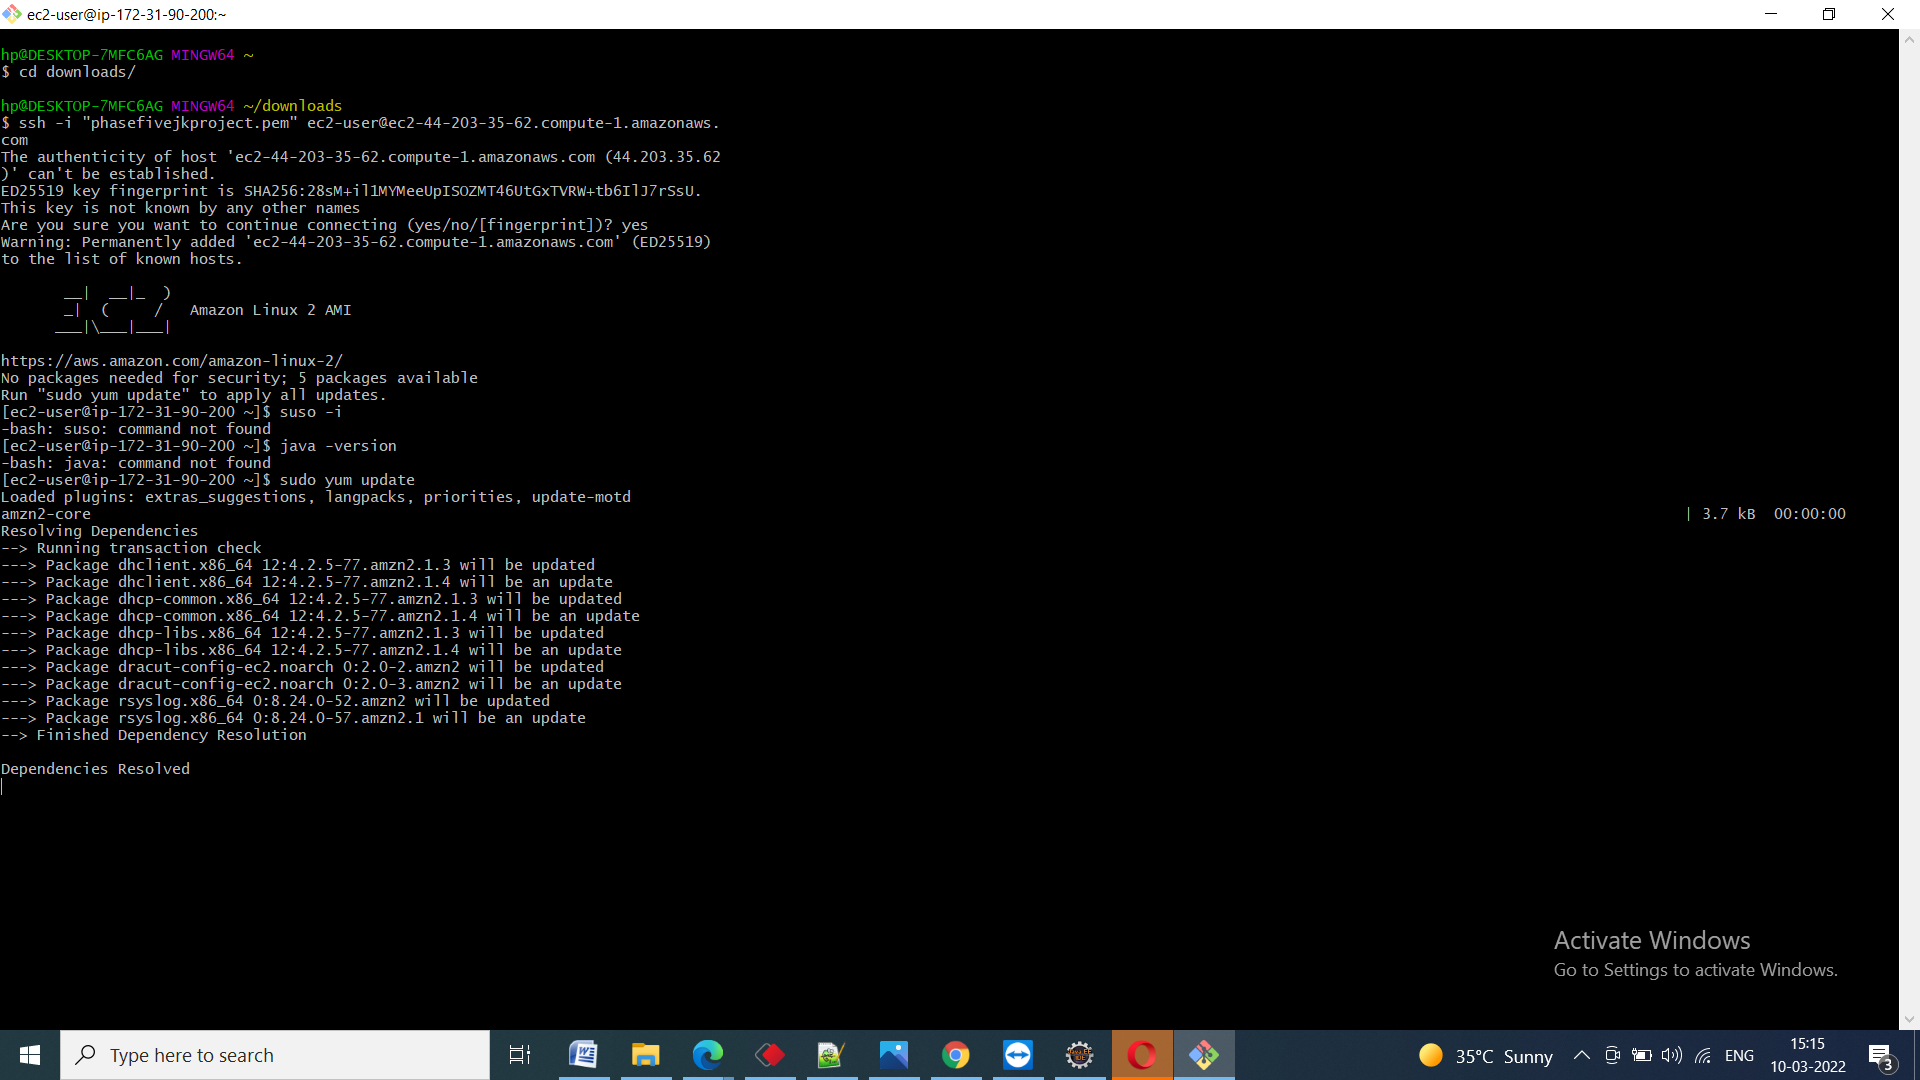 ec2-user@ip-172-31-90-200:~
hp@DESKTOP-7MFC6AG MINGW64 ~
$ cd downloads/
hp@DESKTOP-7MFC6AG MINGW64 ~/downloads
$ ssh -i "phasefivejkproject.pem" ec2-user@ec2-44-203-35-62.compute-1.amazonaws.
com
The authenticity of host 'ec2-44-203-35-62.compute-1.amazonaws.com (44.203.35.62
)' can't be established.
ED25519 key fingerprint is SHA256:28sM+il1MYMeeUpISOZMT46UtGxTVRW+tb6IlJ7rSsU.
This key is not known by any other names
Are you sure you want to continue connecting (yes/no/[fingerprint])? yes
Warning: Permanently added 'ec2-44-203-35-62.compute-1.amazonaws.com' (ED25519)
to the list of known hosts.
       __|  __|_  )
       _|  (     /   Amazon Linux 2 AMI
      ___|\___|___|
https://aws.amazon.com/amazon-linux-2/
No packages needed for security; 5 packages available
Run "sudo yum update" to apply all updates.
[ec2-user@ip-172-31-90-200 ~]$ suso -i
-bash: suso: command not found
[ec2-user@ip-172-31-90-200 ~]$ java -version
-bash: java: command not found
[ec2-user@ip-172-31-90-200 ~]$ sudo yum update
Loaded plugins: extras_suggestions, langpacks, priorities, update-motd
amzn2-core | 3.7 kB 00:00:00
Resolving Dependencies
--> Running transaction check
---> Package dhclient.x86_64 12:4.2.5-77.amzn2.1.3 will be updated
---> Package dhclient.x86_64 12:4.2.5-77.amzn2.1.4 will be an update
---> Package dhcp-common.x86_64 12:4.2.5-77.amzn2.1.3 will be updated
---> Package dhcp-common.x86_64 12:4.2.5-77.amzn2.1.4 will be an update
---> Package dhcp-libs.x86_64 12:4.2.5-77.amzn2.1.3 will be updated
---> Package dhcp-libs.x86_64 12:4.2.5-77.amzn2.1.4 will be an update
---> Package dracut-config-ec2.noarch 0:2.0-2.amzn2 will be updated
---> Package dracut-config-ec2.noarch 0:2.0-3.amzn2 will be an update
---> Package rsyslog.x86_64 0:8.24.0-52.amzn2 will be updated
---> Package rsyslog.x86_64 0:8.24.0-57.amzn2.1 will be an update
--> Finished Dependency Resolution
Dependencies Resolved
Activate Windows
Go to Settings to activate Windows.
Type here to search
35°C Sunny
ENG
15:15
10-03-2022
3